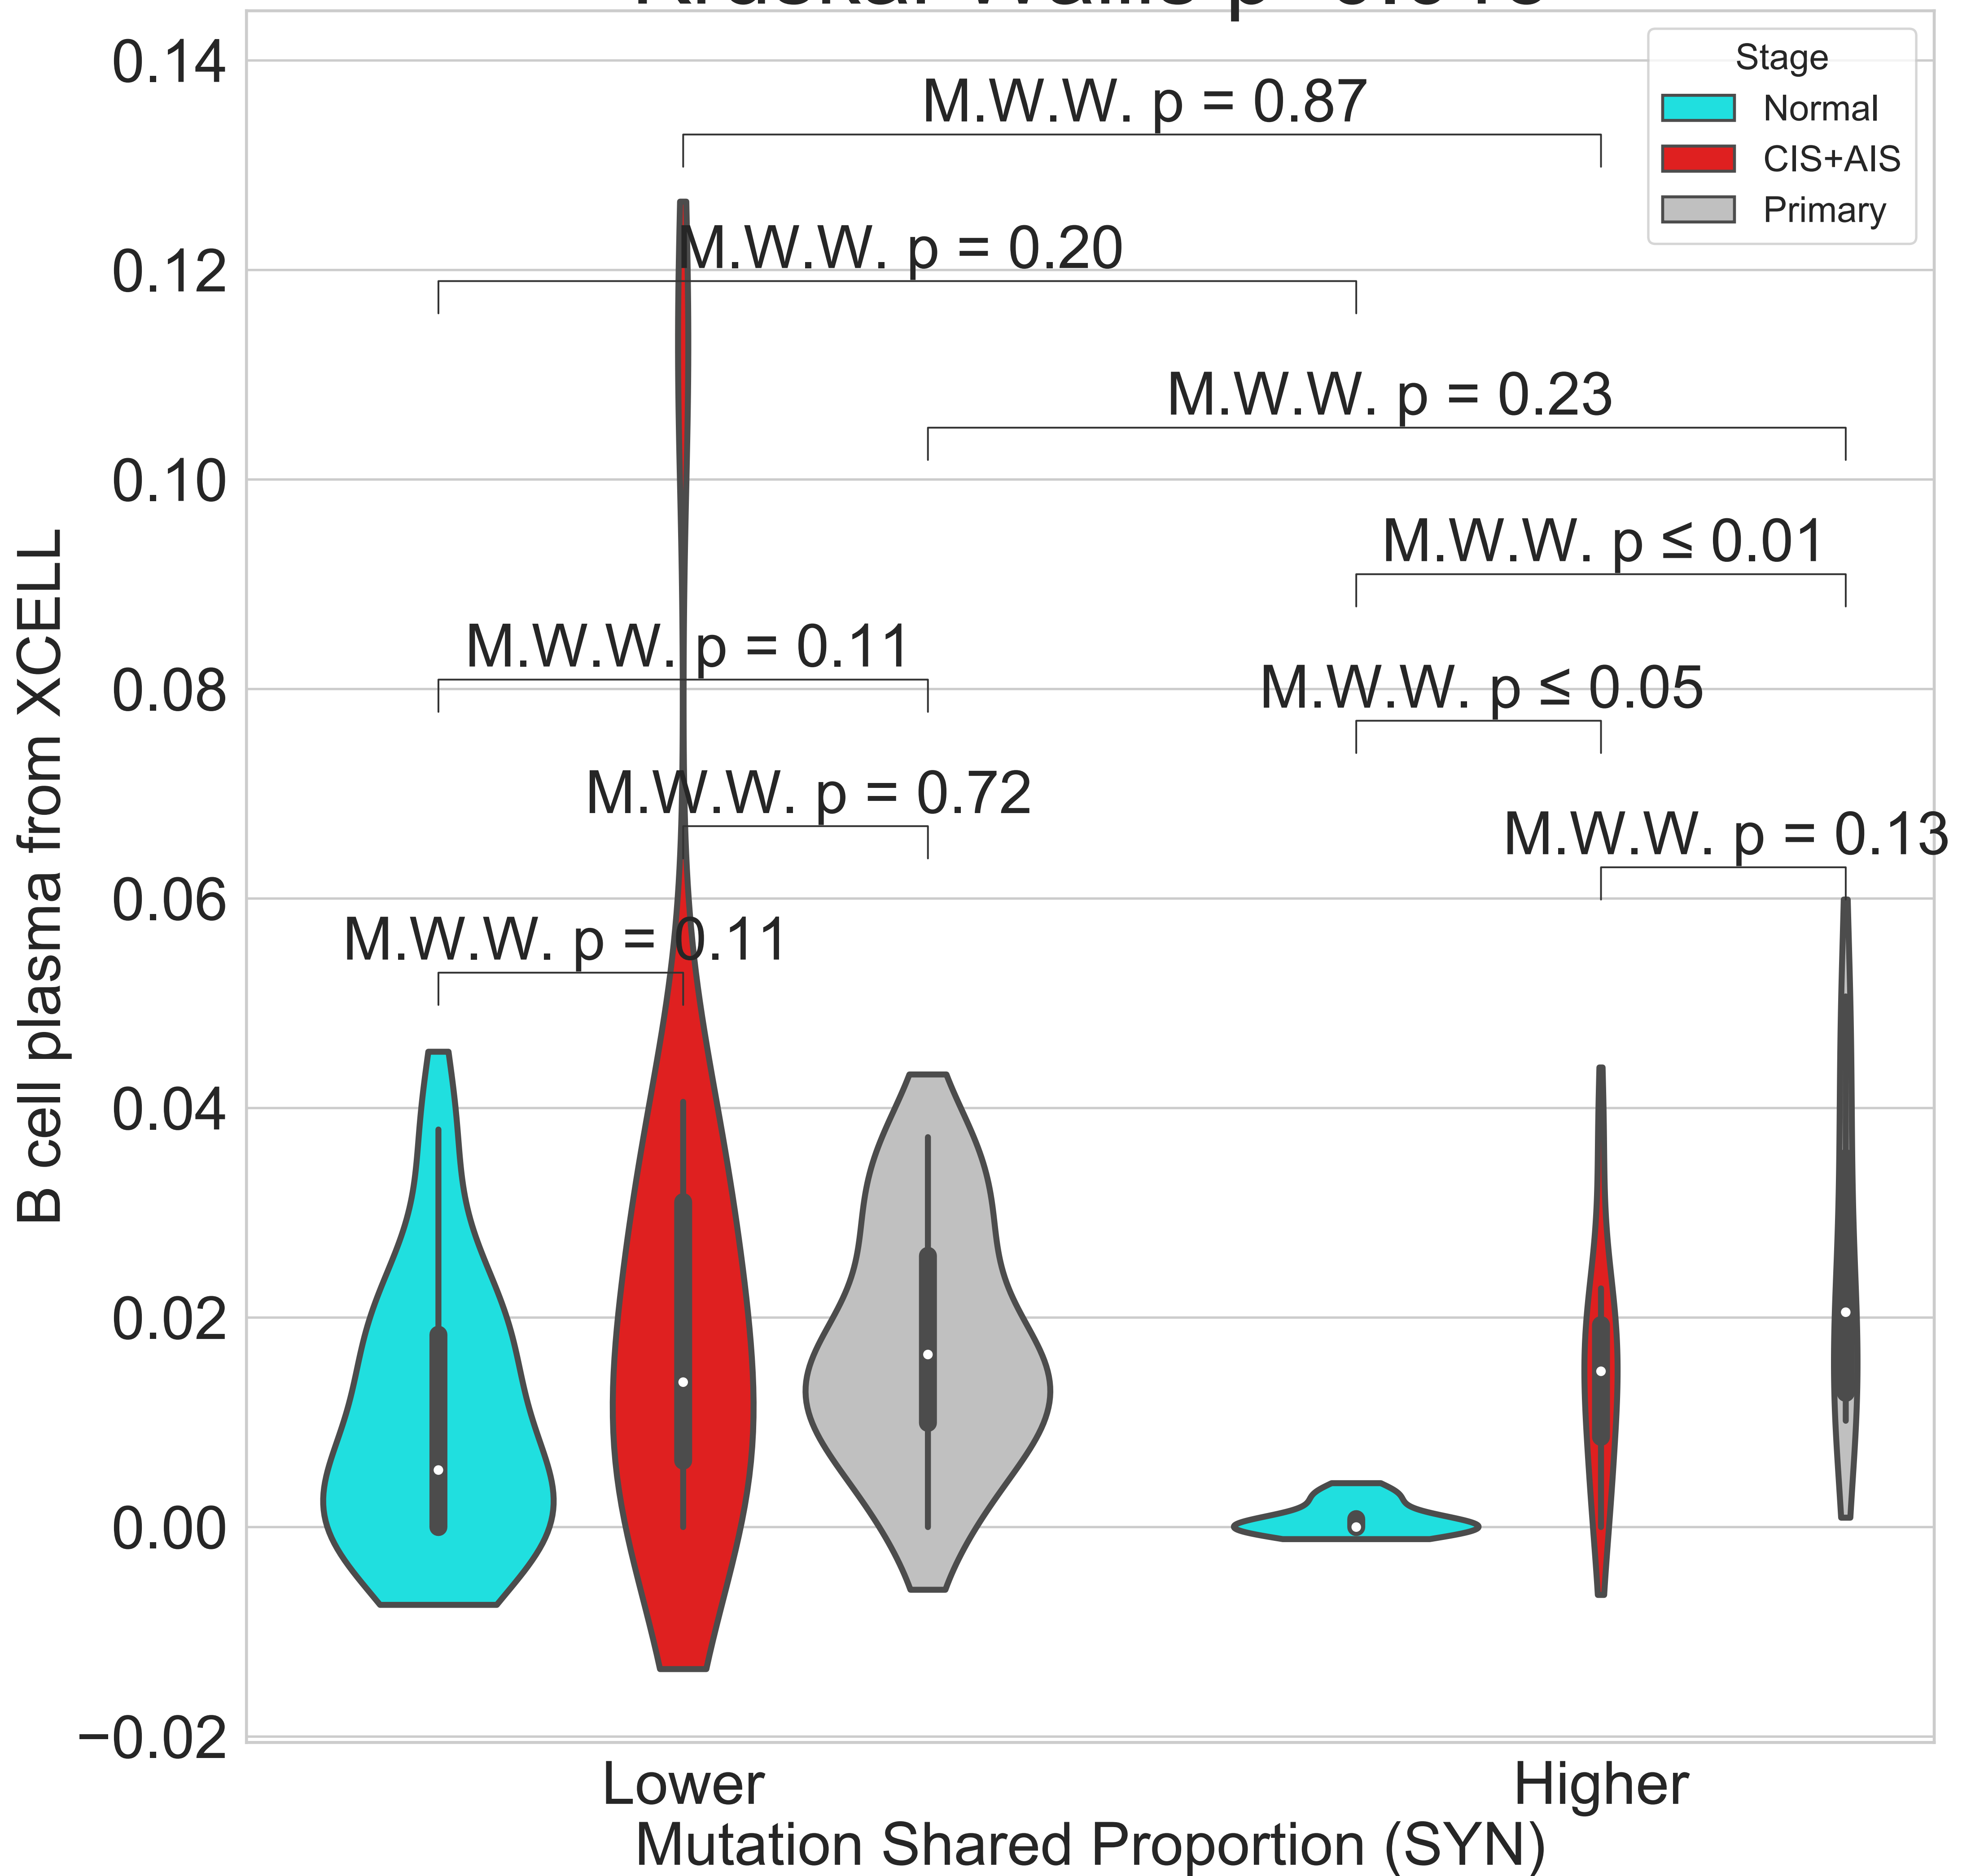 0.14
0.12
0.10
0.08
0.06
0.04
0.02
0.00
−0.02
B cell plasma from XCELL
Stage
Normal
CIS+AIS
Primary
M.W.W. p = 0.87
M.W.W. p = 0.20
M.W.W. p = 0.23
M.W.W. p ≤ 0.01
M.W.W. p = 0.11
M.W.W. p ≤ 0.05
M.W.W. p = 0.72
M.W.W. p = 0.13
M.W.W. p = 0.11
Lower
Higher
Mutation Shared Proportion (SYN)